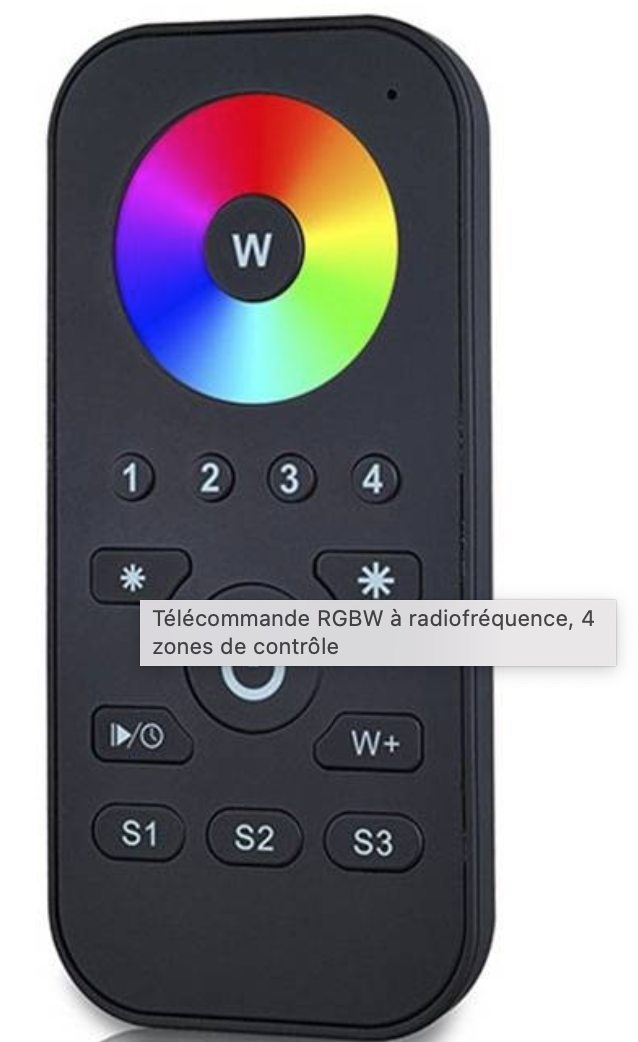 W
1 2 3 4
Télécommande RGBW à radiofréquence, 4
zones de contrôle
W+
S1 S2 S3